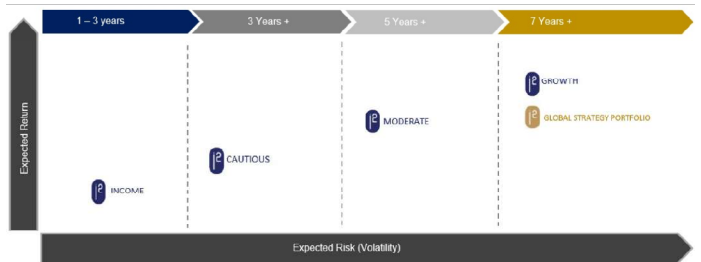 1 – 3 years
3 Years +
5 Years +
7 Years +
Expected Return
GROWTH
GLOBAL STRATEGY PORTFOLIO
MODERATE
CAUTIOUS
INCOME
Expected Risk (Volatility)